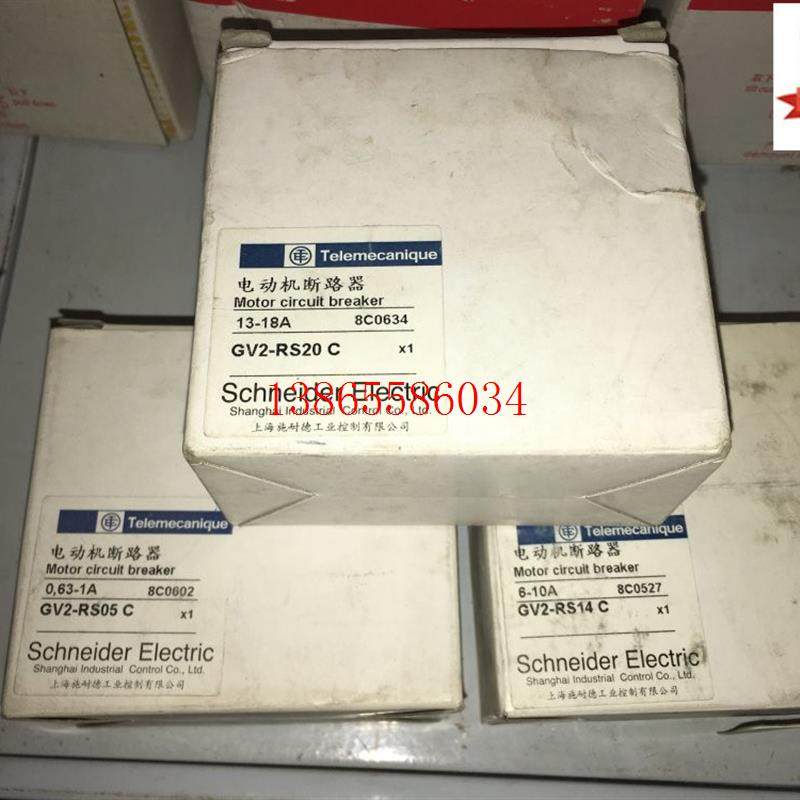 Telemecanique
电动机断路器
Motor circuit breaker
13-18A 8C0634
GV2-RS20 C x1
Schneider Electric
13865586034
Shanghai Industrial Control Co., Ltd.
上海施耐德工业控制有限公司
Telemecanique
电动机断路器
Motor circuit breaker
0,63-1A 8C0602
GV2-RS05 C x1
Schneider Electric
Shanghai Industrial Control Co., Ltd.
上海施耐德工业控制有限公司
Telemecanique
电动机断路器
Motor circuit breaker
6-10A 8C0527
GV2-RS14 C x1
Schneider Electric
Shanghai Industrial Control Co., Ltd.
上海施耐德工业控制有限公司